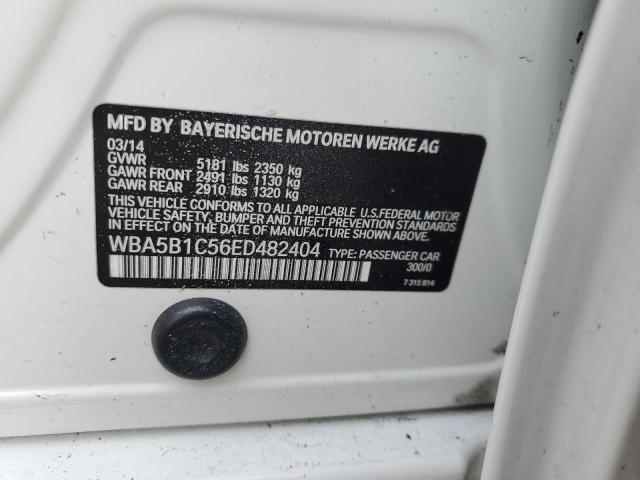 MFD BY BAYERISCHE MOTOREN WERKE AG
03/14
GVWR 5181 lbs 2350 kg
GAWR FRONT 2491 lbs 1130 kg
GAWR REAR 2910 lbs 1320 kg
THIS VEHICLE CONFORMS TO ALL APPLICABLE U.S. FEDERAL MOTOR
VEHICLE SAFETY, BUMPER AND THEFT PREVENTION STANDARDS
IN EFFECT ON THE DATE OF MANUFACTURE SHOWN ABOVE.
WBA5B1C56ED482404 TYPE: PASSENGER CAR
300/0
7 315 814